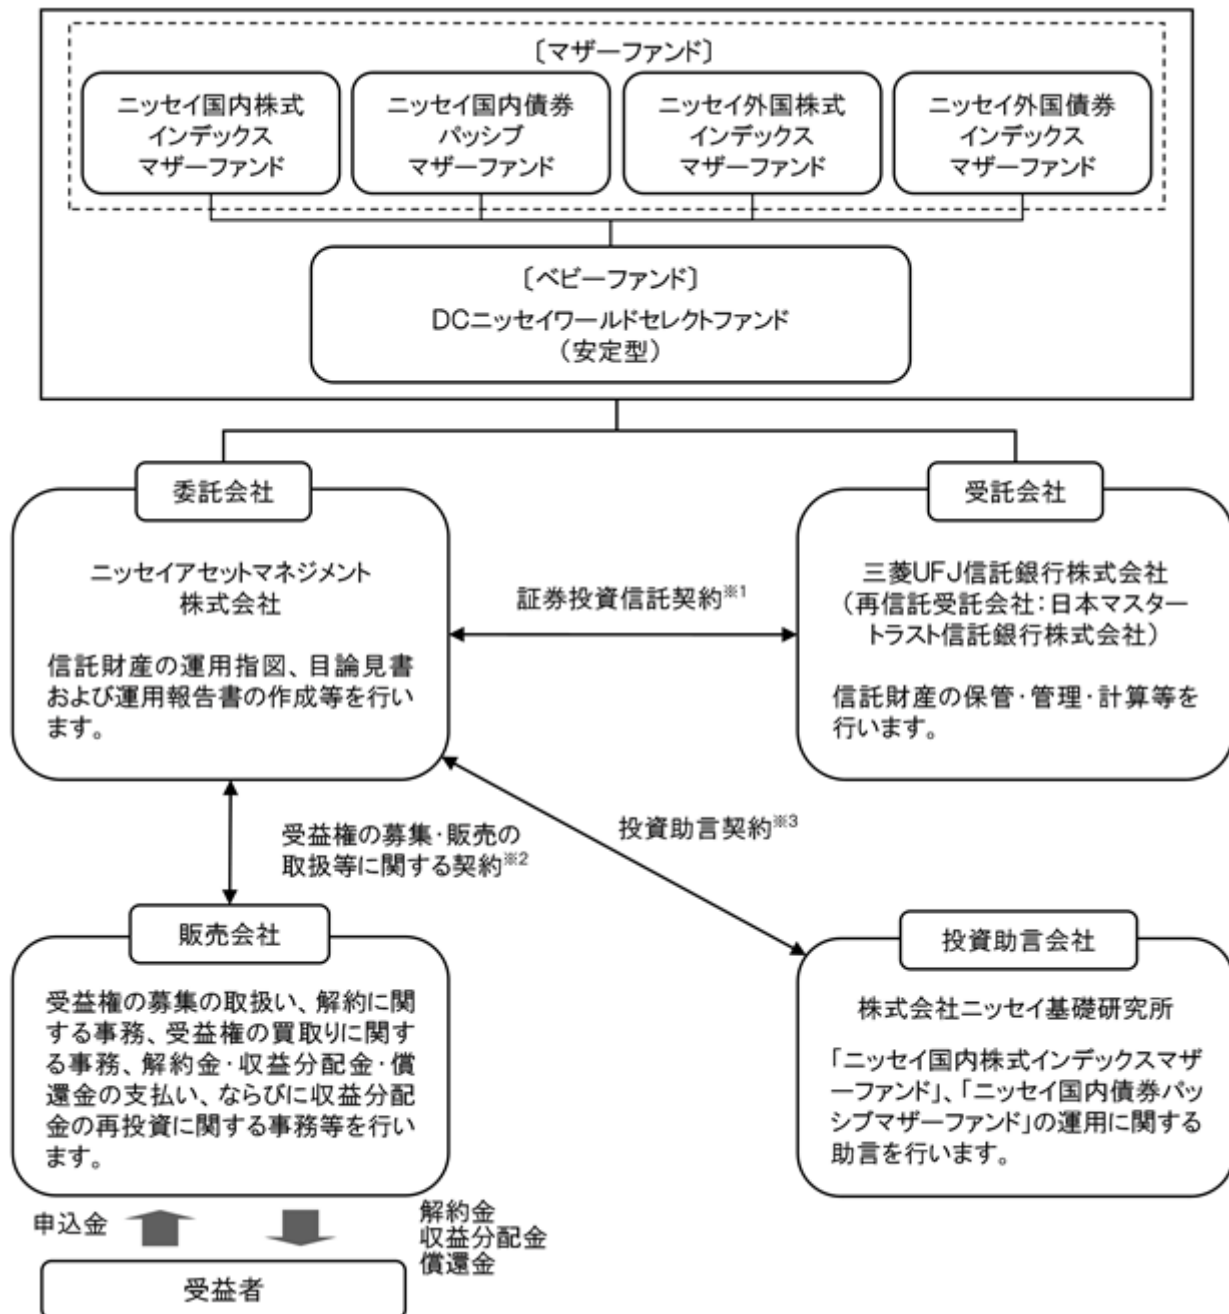 〔マザーファンド〕
ニッセイ国内株式
インデックス
マザーファンド
ニッセイ国内債券
パッシブ
マザーファンド
ニッセイ外国株式
インデックス
マザーファンド
ニッセイ外国債券
インデックス
マザーファンド
〔ベビーファンド〕
DCニッセイワールドセレクトファンド
（安定型）
委託会社
ニッセイアセットマネジメント
株式会社
信託財産の運用指図、目論見書
および運用報告書の作成等を行い
ます。
証券投資信託契約※1
受託会社
三菱UFJ信託銀行株式会社
（再信託受託会社：日本マスター
トラスト信託銀行株式会社）
信託財産の保管・管理・計算等を
行います。
受益権の募集・販売の
取扱等に関する契約※2
投資助言契約※3
販売会社
受益権の募集の取扱い、解約に関
する事務、受益権の買取りに関す
る事務、解約金・収益分配金・償
還金の支払い、ならびに収益分配
金の再投資に関する事務等を行い
ます。
投資助言会社
株式会社ニッセイ基礎研究所
「ニッセイ国内株式インデックスマザ
ーファンド」、「ニッセイ国内債券パッ
シブマザーファンド」の運用に関する
助言を行います。
申込金
解約金
収益分配金
償還金
受益者